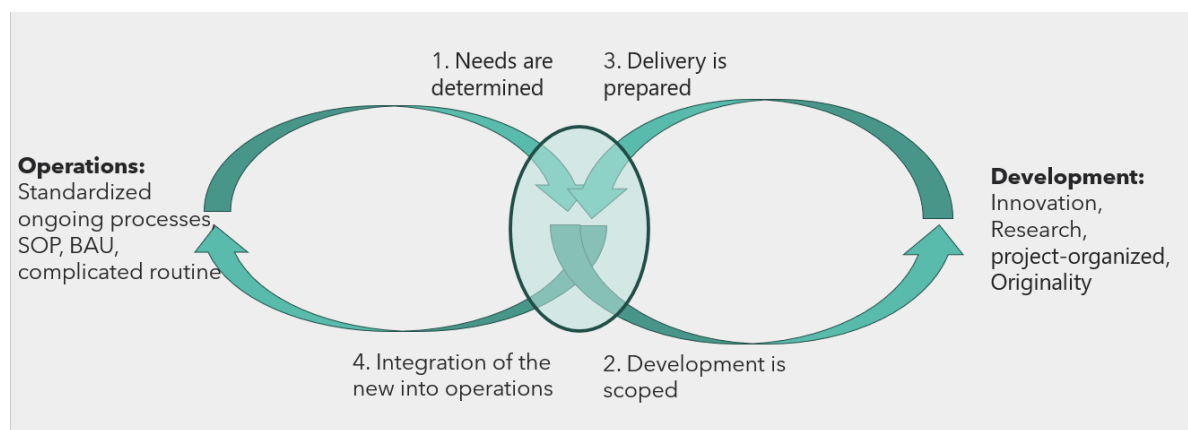 1. Needs are
determined
3. Delivery is
prepared
Operations:
Standardized
ongoing processes,
SOP, BAU,
complicated routine
Development:
Innovation,
Research,
project-organized,
Originality
4. Integration of the
new into operations
2. Development is
scoped